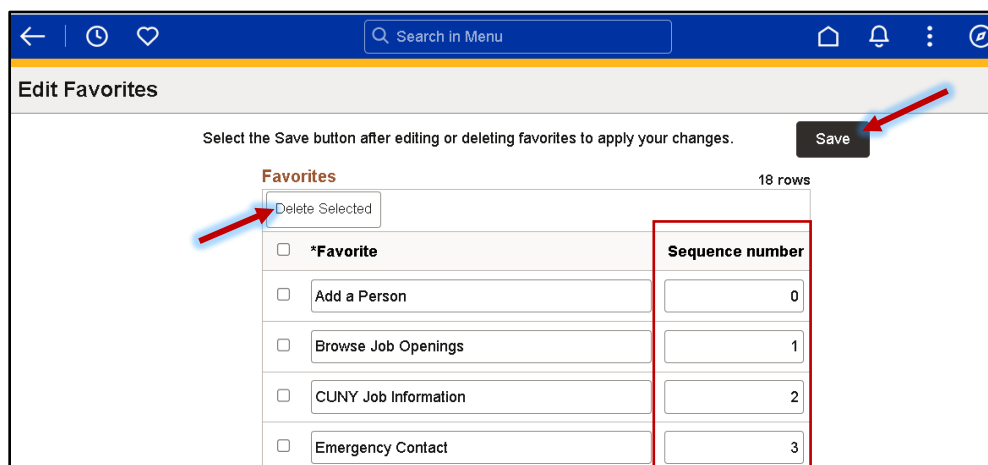 Search in Menu
Edit Favorites
Select the Save button after editing or deleting favorites to apply your changes.
Save
Favorites
18 rows
Delete Selected
*Favorite Sequence number
Add a Person 0
Browse Job Openings 1
CUNY Job Information 2
Emergency Contact 3